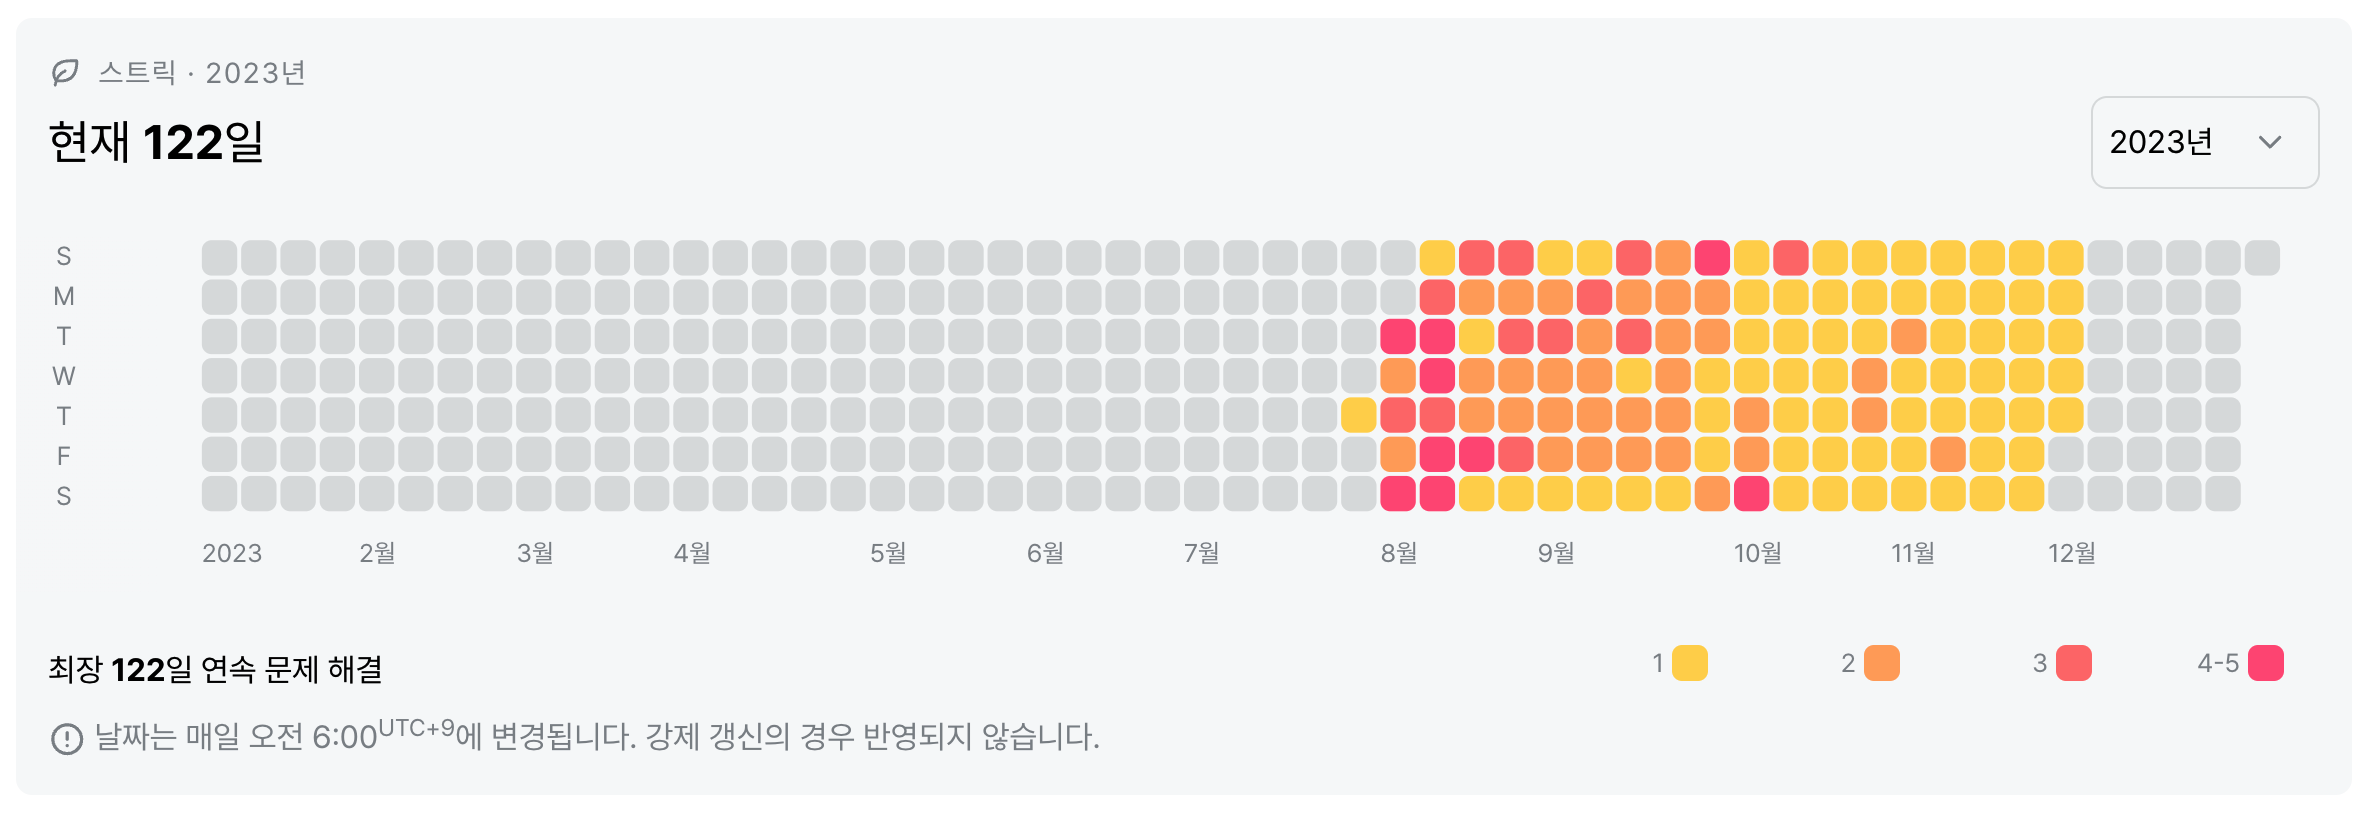 스트릭 · 2023년
현재 122일
2023년
S
M
T
W
T
F
S
2023 2월 3월 4월 5월 6월 7월 8월 9월 10월 11월 12월
최장 122일 연속 문제 해결
1 2 3 4-5
날짜는 매일 오전 6:00UTC+9에 변경됩니다. 강제 갱신의 경우 반영되지 않습니다.